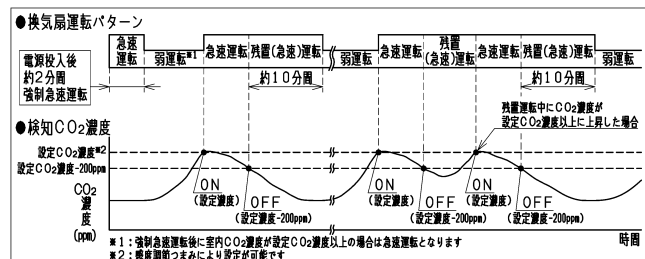 ●換気扇運転パターン
電源投入後
約2分間
強制急速運転
急速
運転
弱運転※1
急速運転
残置(急速)運転
約10分間
弱運転
急速運転
残置
(急速)運転
急速運転
残置(急速)運転
約10分間
弱運転
残置運転中にCO₂濃度が
設定CO₂濃度以上に上昇した場合
●検知CO₂濃度
設定CO₂濃度※2
設定CO₂濃度-200ppm
CO₂
濃
度
(ppm)
ON
(設定濃度)
OFF
(設定濃度-200ppm)
ON
(設定濃度)
OFF
(設定濃度-200ppm)
ON
(設定濃度)
OFF
(設定濃度-200ppm)
時間
※1:強制急速運転後に室内CO₂濃度が設定CO₂濃度以上の場合は急速運転となります
※2:感度調節つまみにより設定が可能です